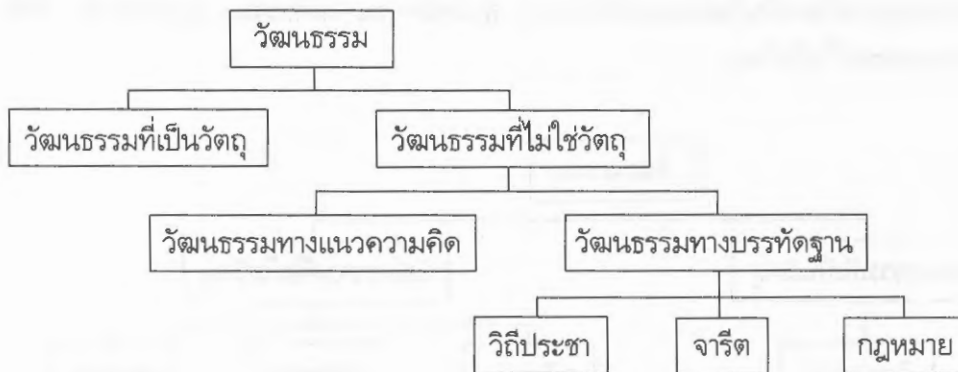 วัฒนธรรม
วัฒนธรรมที่เป็นวัตถุ
วัฒนธรรมที่ไม่ใช่วัตถุ
วัฒนธรรมทางแนวความคิด
วัฒนธรรมทางบรรทัดฐาน
วิถีประชา
จารีต
กฎหมาย